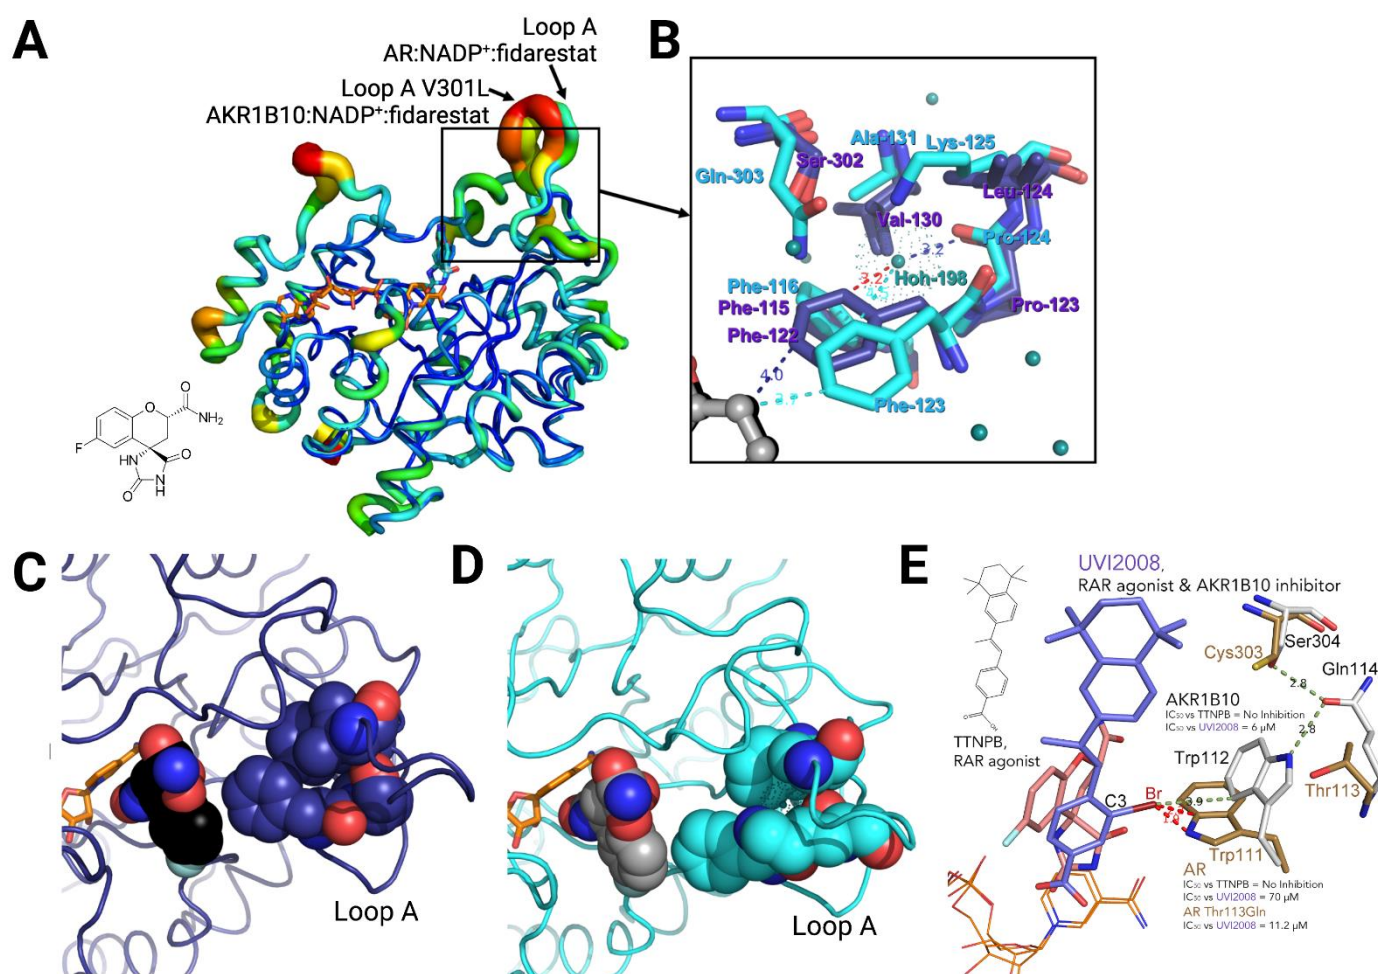 A
Loop A
AR:NADP⁺:fidarestat
Loop A V301L
AKR1B10:NADP⁺:fidarestat
O
O
NH₂
F
HN
O
O
NH
B
Ala-131
Lys-125
Ser-302
Gln-303
Leu-124
Val-130
Pro-124
3.2
Hoh-198
3.2
Phe-116
Phe-115
Pro-123
Phe-122
4.0
Phe-123
C
Loop A
D
Loop A
E
UVI2008,
RAR agonist & AKR1B10 inhibitor
Ser304
Cys303
Gln114
2.8
AKR1B10
IC₅₀ vs TTNPB = No Inhibition
IC₅₀ vs UVI2008 = 6 µM
2.8
TTNPB,
RAR agonist
Trp112
Thr113
C3
Br
3.9
Trp111
AR
IC₅₀ vs TTNPB = No Inhibition
IC₅₀ vs UVI2008 = 70 µM
AR Thr113Gln
IC₅₀ vs UVI2008 = 11.2 µM